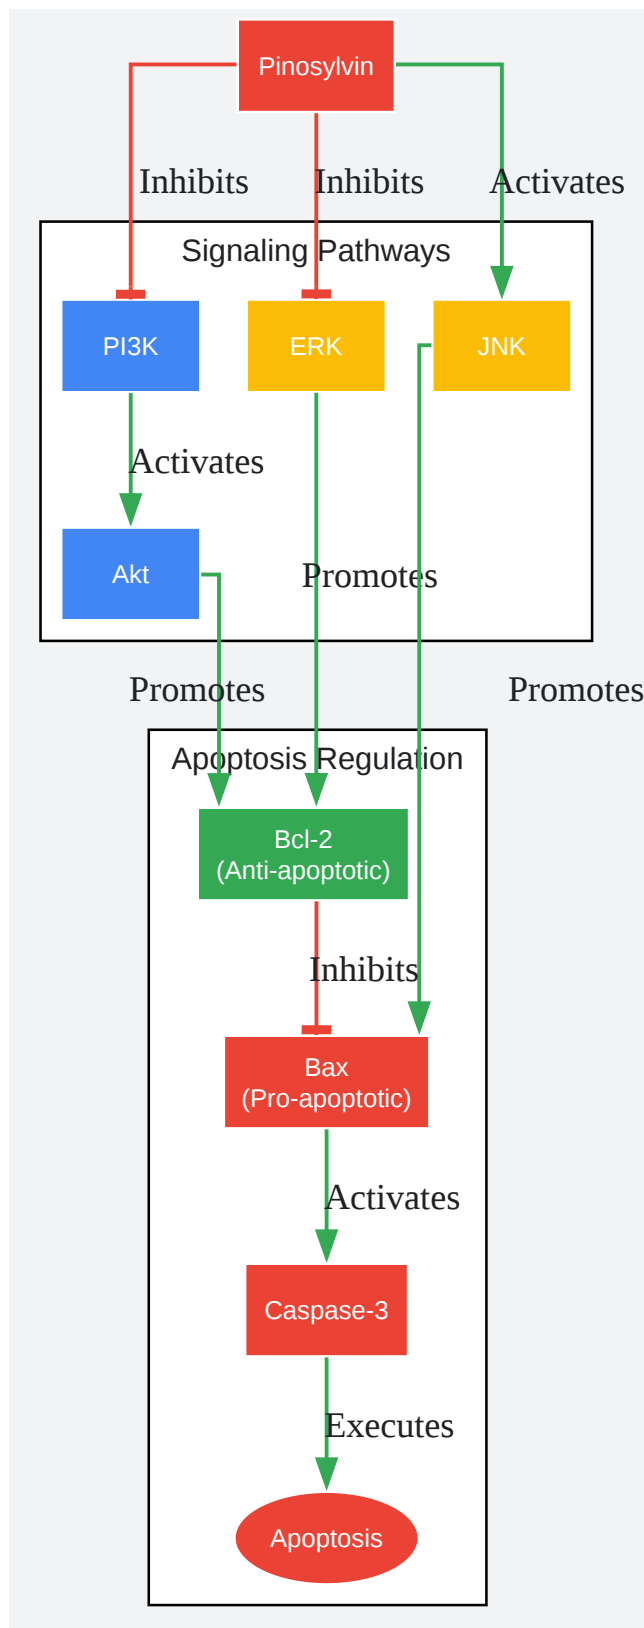 Pinosylvin
Inhibits
Inhibits
Activates
Signaling Pathways
PI3K
ERK
JNK
Activates
Akt
Promotes
Promotes
Promotes
Apoptosis Regulation
Bcl-2
(Anti-apoptotic)
Inhibits
Bax
(Pro-apoptotic)
Activates
Caspase-3
Executes
Apoptosis